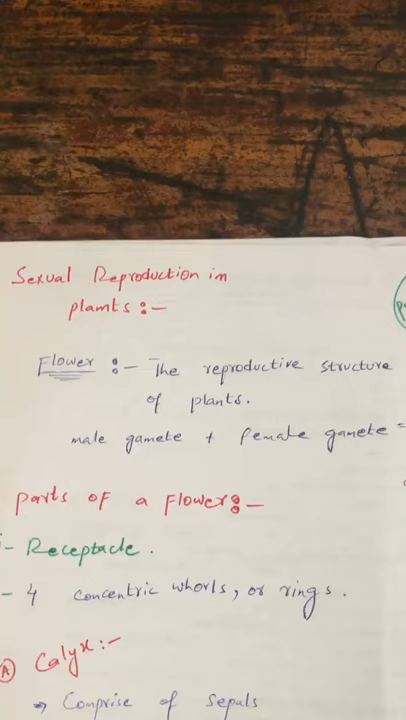 Sexual Reproduction in
plants :-
Flower :- The reproductive structure
of plants.
male gamete + female gamete =
parts of a Flower :-
- Receptacle.
- 4 concentric whorls, or rings.
A Calyx :-
→ Comprise of Sepals